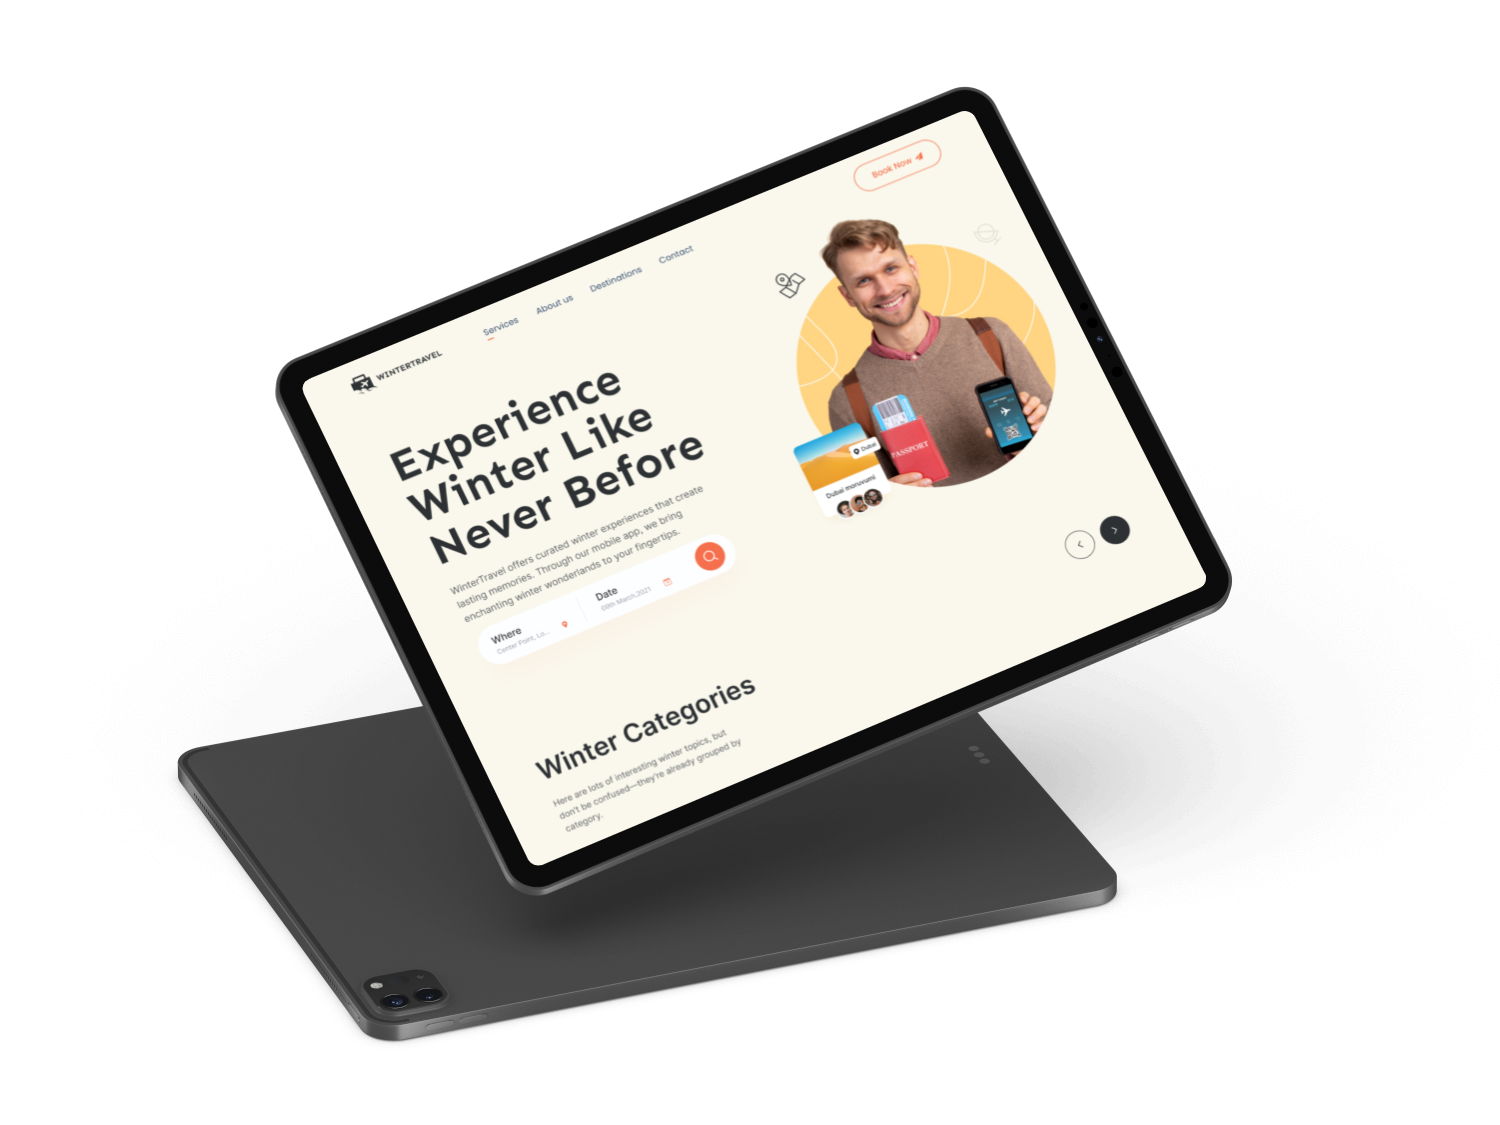 WINTERTRAVEL
Services
About us
Destinations
Contact
Book Now
Experience
Winter Like
Never Before
WinterTravel offers curated winter experiences that create
lasting memories. Through our mobile app, we bring
enchanting winter wonderlands to your fingertips.
Where
Center Point, Lo...
Date
08th March,2021
PASSPORT
Dubai
Dubai moruvumi
Winter Categories
Here are lots of interesting winter topics, but
don't be confused—they're already grouped by
category.